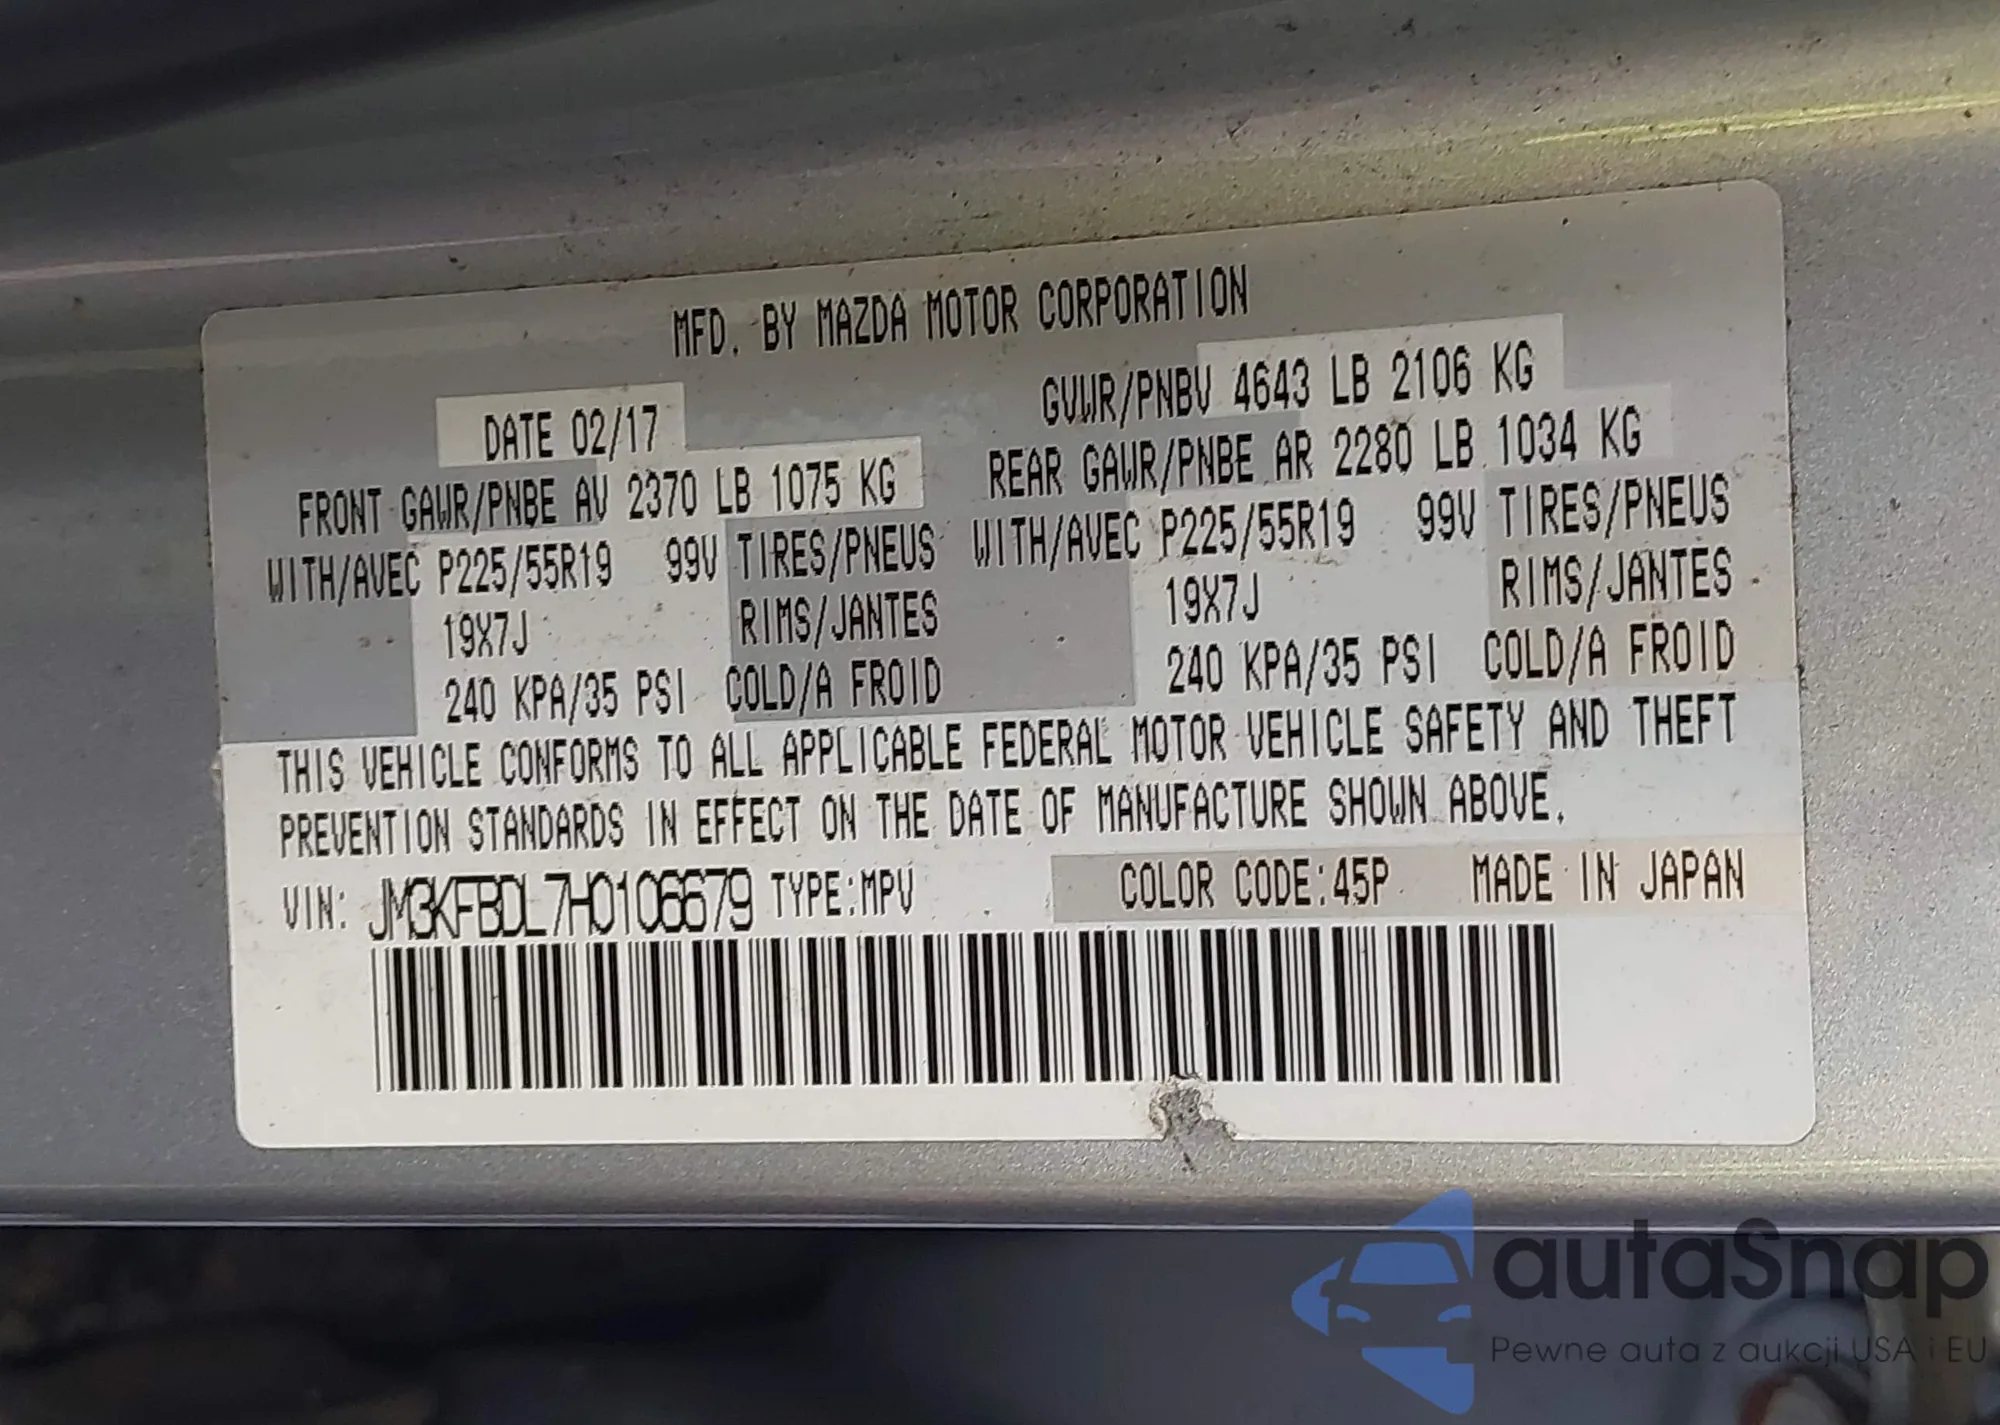 MFD. BY MAZDA MOTOR CORPORATION
DATE 02/17
GVWR/PNBV 4643 LB 2106 KG
FRONT GAWR/PNBE AV 2370 LB 1075 KG
REAR GAWR/PNBE AR 2280 LB 1034 KG
WITH/AVEC P225/55R19 99V TIRES/PNEUS
WITH/AVEC P225/55R19 99V TIRES/PNEUS
19X7J RIMS/JANTES
19X7J RIMS/JANTES
240 KPA/35 PSI COLD/A FROID
240 KPA/35 PSI COLD/A FROID
THIS VEHICLE CONFORMS TO ALL APPLICABLE FEDERAL MOTOR VEHICLE SAFETY AND THEFT
PREVENTION STANDARDS IN EFFECT ON THE DATE OF MANUFACTURE SHOWN ABOVE.
VIN: JM3KFBDL7H0106679 TYPE:MPV COLOR CODE:45P MADE IN JAPAN
autaSnap
Pewne auta z aukcji USA i EU